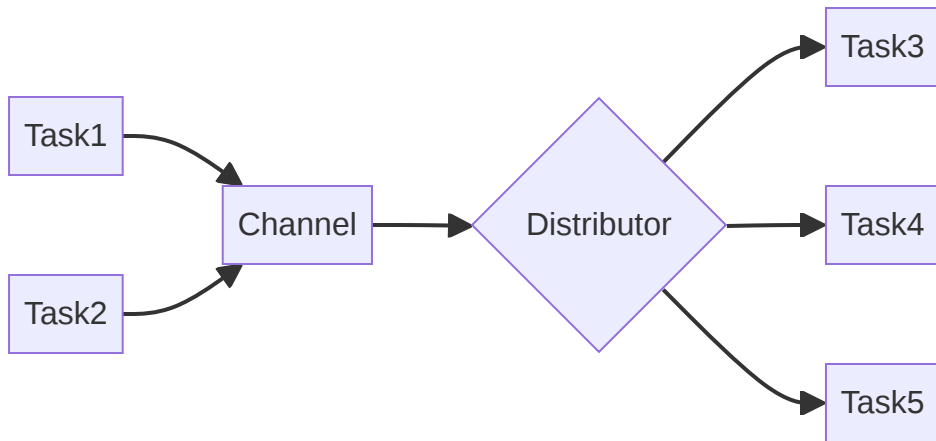 Task1
Task2
Channel
Distributor
Task3
Task4
Task5